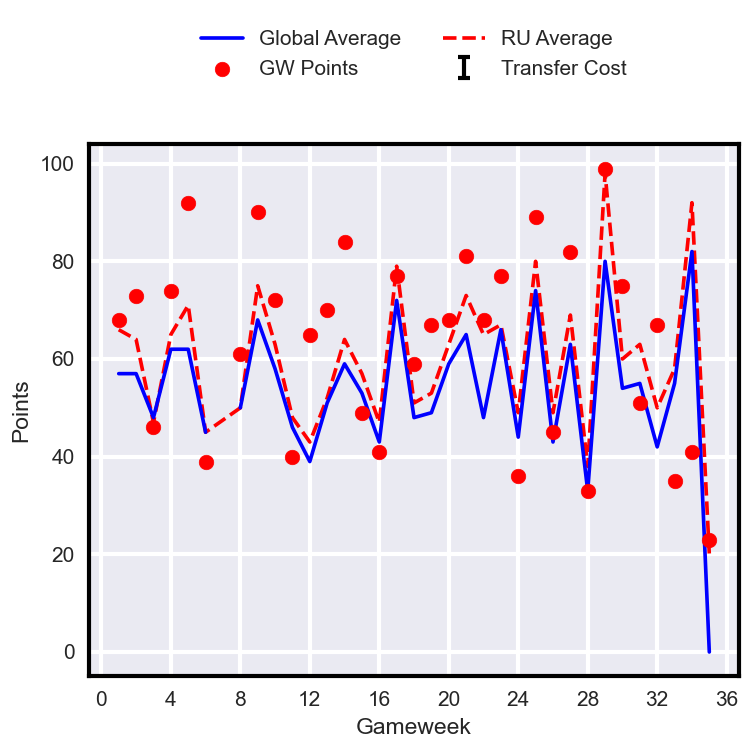 Global Average
RU Average
GW Points
Transfer Cost
100
80
60
40
20
0
Points
0 4 8 12 16 20 24 28 32 36
Gameweek